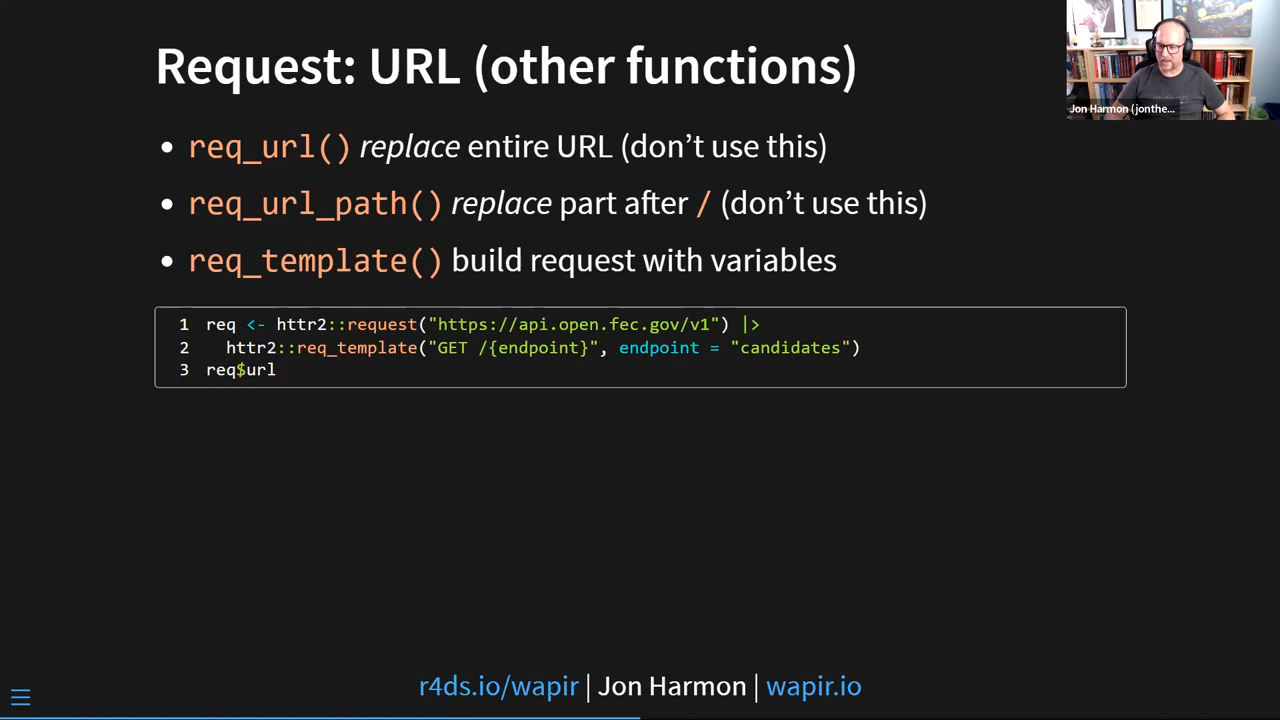 Request: URL (other functions)
Jon Harmon (jonthe...
• req_url() replace entire URL (don't use this)
• req_url_path() replace part after / (don't use this)
• req_template() build request with variables
1 req <- httr2::request("https://api.open.fec.gov/v1") |>
2   httr2::req_template("GET /{endpoint}", endpoint = "candidates")
3 req$url
r4ds.io/wapir | Jon Harmon | wapir.io